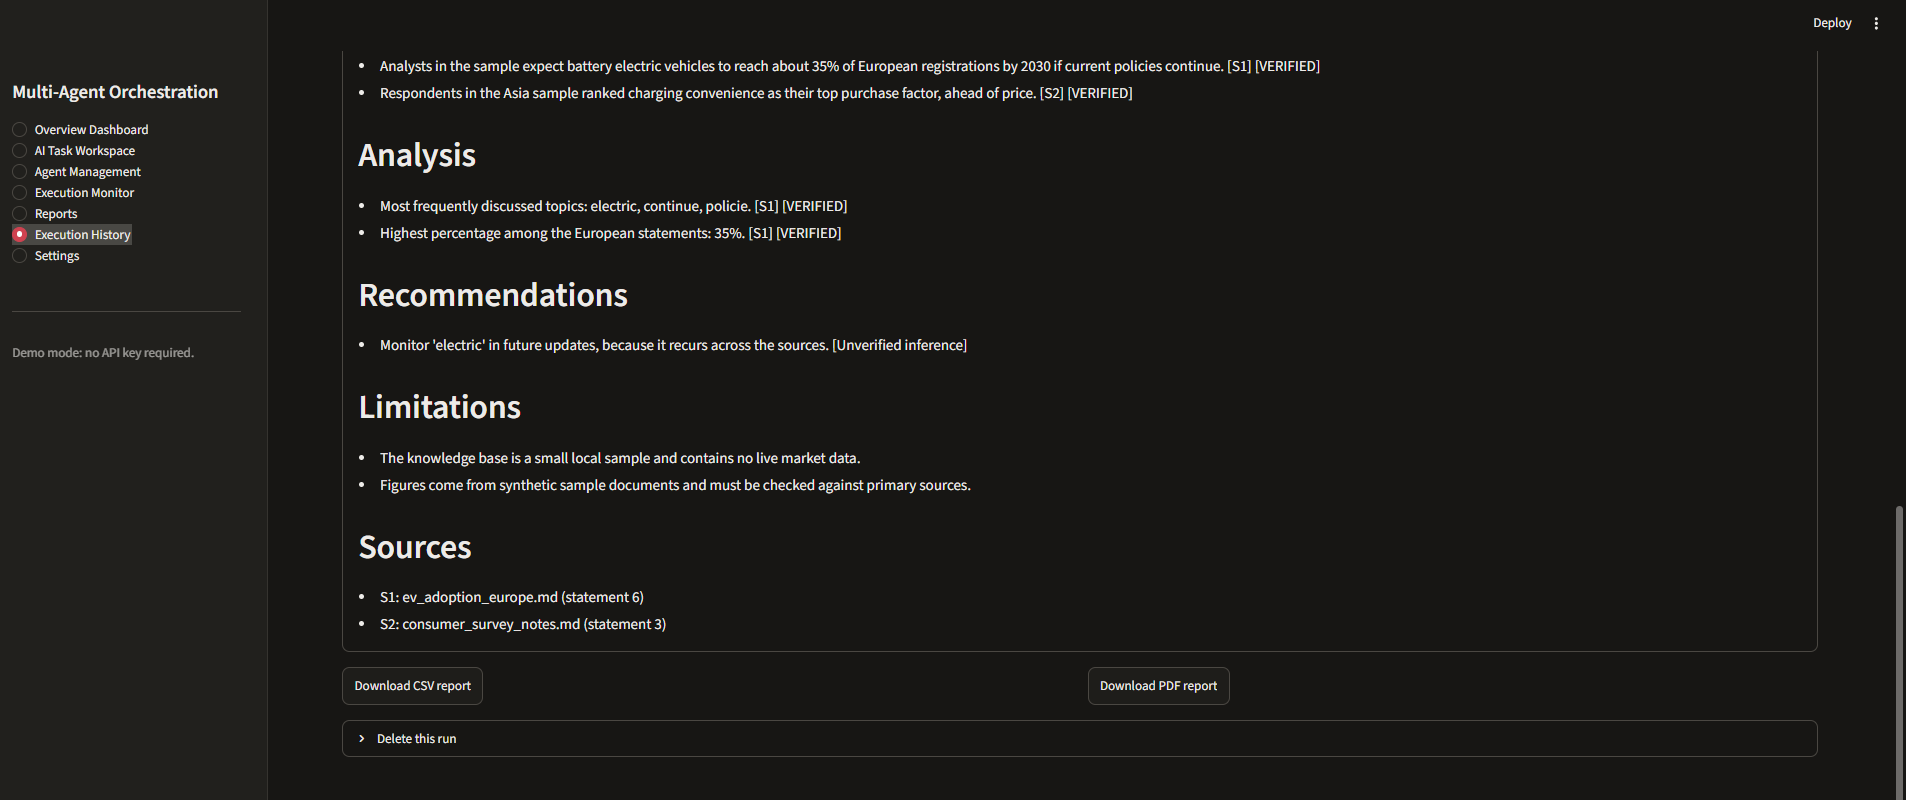 Deploy
Multi-Agent Orchestration
Overview Dashboard
AI Task Workspace
Agent Management
Execution Monitor
Reports
Execution History
Settings
Demo mode: no API key required.
Analysts in the sample expect battery electric vehicles to reach about 35% of European registrations by 2030 if current policies continue. [S1] [VERIFIED]
Respondents in the Asia sample ranked charging convenience as their top purchase factor, ahead of price. [S2] [VERIFIED]
Analysis
Most frequently discussed topics: electric, continue, policie. [S1] [VERIFIED]
Highest percentage among the European statements: 35%. [S1] [VERIFIED]
Recommendations
Monitor 'electric' in future updates, because it recurs across the sources. [Unverified inference]
Limitations
The knowledge base is a small local sample and contains no live market data.
Figures come from synthetic sample documents and must be checked against primary sources.
Sources
S1: ev_adoption_europe.md (statement 6)
S2: consumer_survey_notes.md (statement 3)
Download CSV report
Download PDF report
Delete this run